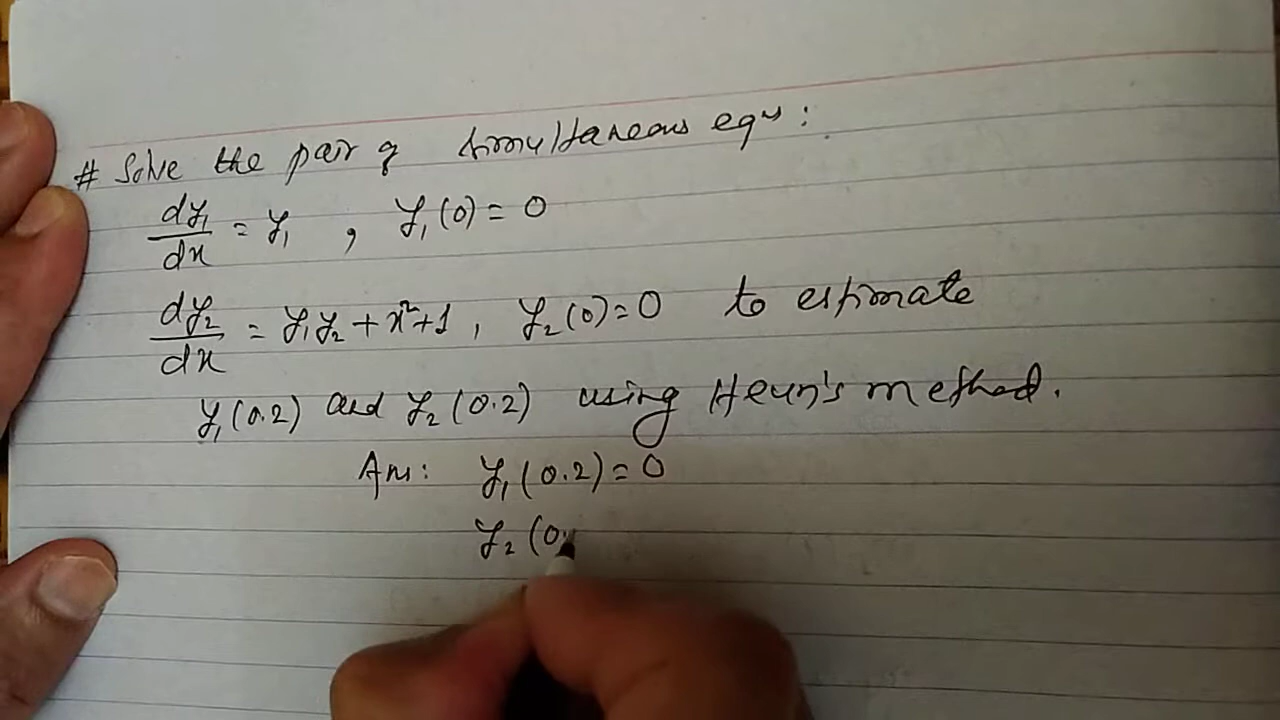 # Solve the pair of simultaneous eqns:
dy₁/dx = y₁ , y₁(0) = 0
dy₂/dx = y₁y₂ + x² + 1 , y₂(0) = 0 to estimate
y₁(0.2) and y₂(0.2) using Heun's method.
Ans: y₁(0.2) = 0
y₂(0.